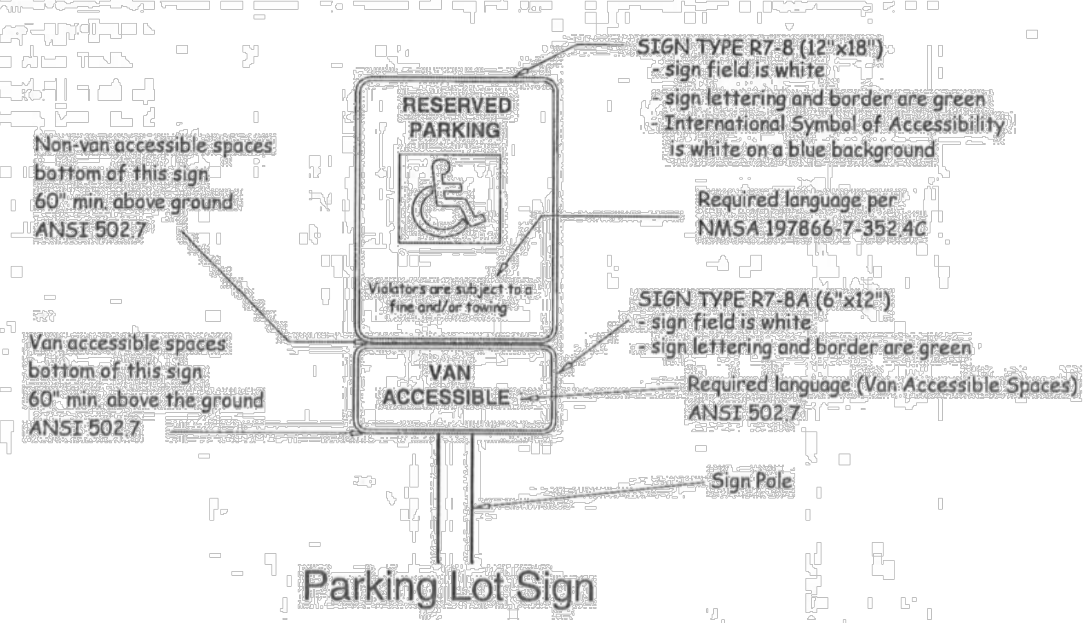 SIGN TYPE R7-8 (12"x18")
- sign field is white
- sign lettering and border are green
- International Symbol of Accessibility
is white on a blue background
RESERVED
PARKING
Non-van accessible spaces
bottom of this sign
60" min. above ground
ANSI 502.7
Required language per
NMSA 197866-7-352.4C
Violators are subject to a
fine and/or towing
SIGN TYPE R7-8A (6"x12")
- sign field is white
- sign lettering and border are green
Van accessible spaces
bottom of this sign
60" min. above the ground
ANSI 502.7
VAN
ACCESSIBLE
Required language (Van Accessible Spaces)
ANSI 502.7
Sign Pole
Parking Lot Sign